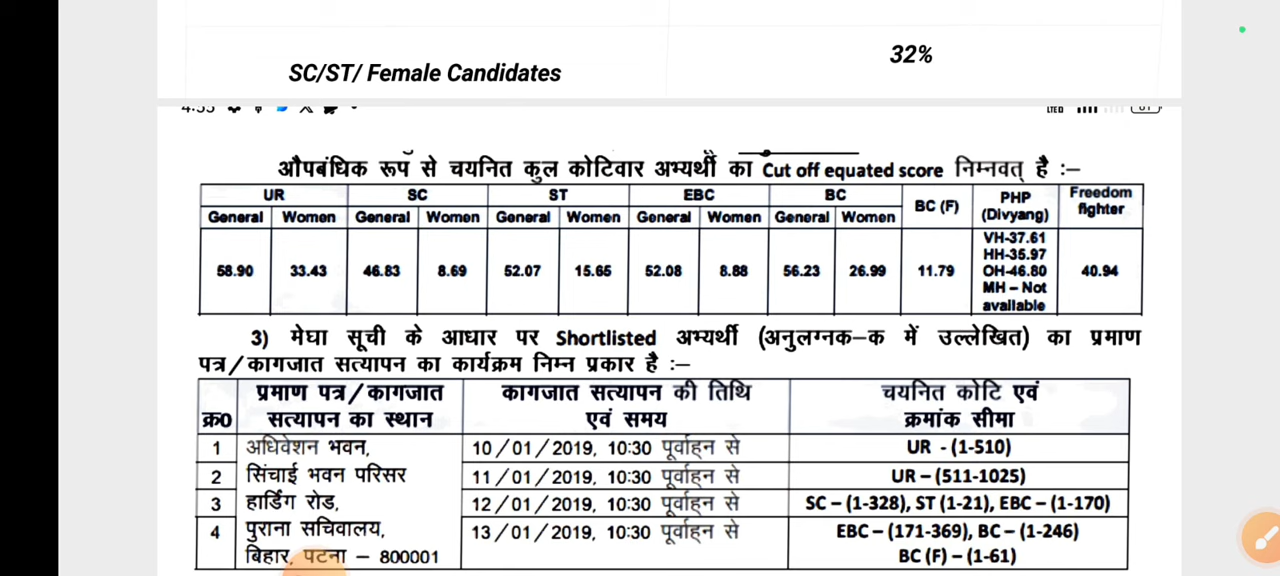 32%
SC/ST/ Female Candidates
4:55
औपबंधिक रूप से चयनित कुल कोटिवार अभ्यर्थी का Cut off equated score निम्नवत् है :–
UR SC ST EBC BC BC (F) PHP (Divyang) Freedom fighter
General Women General Women General Women General Women General Women
58.90 33.43 46.83 8.69 52.07 15.65 52.08 8.88 56.23 26.99 11.79 VH-37.61 40.94
HH-35.97
OH-46.80
MH – Not
available
3) मेघा सूची के आधार पर Shortlisted अभ्यर्थी (अनुलग्नक–क में उल्लेखित) का प्रमाण
पत्र/कागजात सत्यापन का कार्यक्रम निम्न प्रकार है :–
क्र0 प्रमाण पत्र/कागजात सत्यापन का स्थान कागजात सत्यापन की तिथि एवं समय चयनित कोटि एवं क्रमांक सीमा
1 अधिवेशन भवन, 10/01/2019, 10:30 पूर्वाहन से UR - (1-510)
2 सिंचाई भवन परिसर 11/01/2019, 10:30 पूर्वाहन से UR – (511-1025)
3 हार्डिंग रोड, 12/01/2019, 10:30 पूर्वाहन से SC – (1-328), ST (1-21), EBC – (1-170)
4 पुराना सचिवालय, 13/01/2019, 10:30 पूर्वाहन से EBC – (171-369), BC – (1-246)
बिहार, पटना – 800001 BC (F) – (1-61)